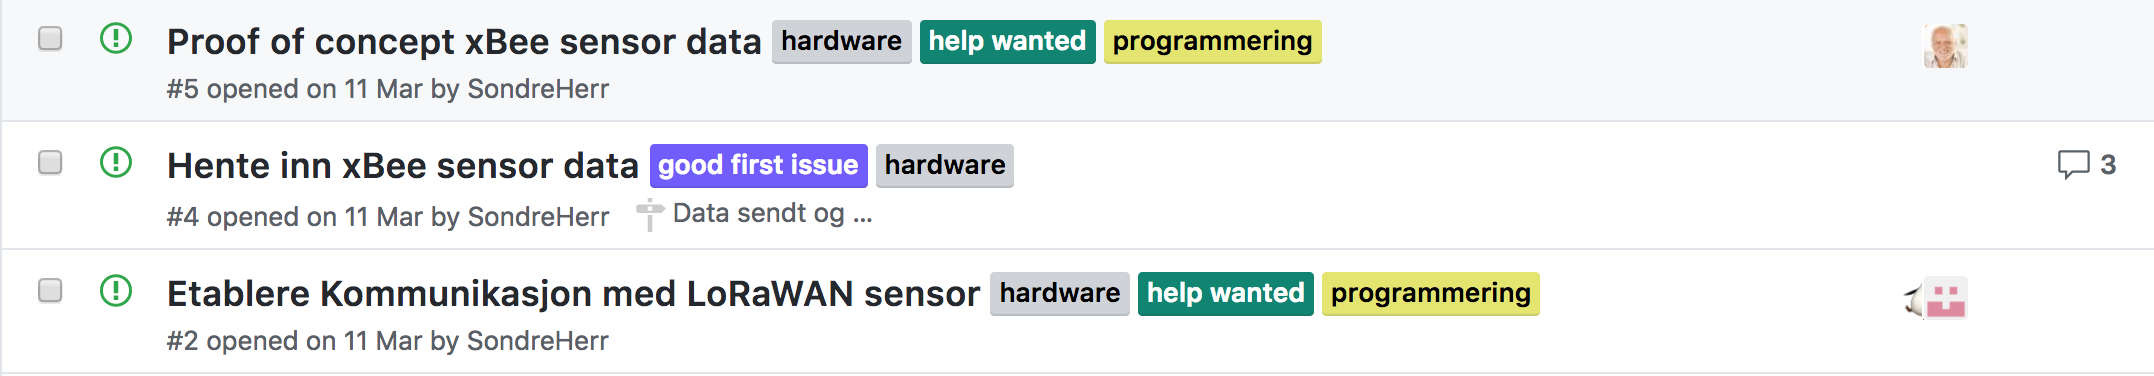 Proof of concept xBee sensor data hardware help wanted programmering
#5 opened on 11 Mar by SondreHerr
Hente inn xBee sensor data good first issue hardware 3
#4 opened on 11 Mar by SondreHerr Data sendt og ...
Etablere Kommunikasjon med LoRaWAN sensor hardware help wanted programmering
#2 opened on 11 Mar by SondreHerr